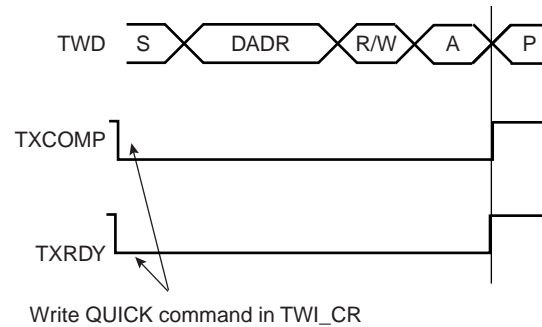 TWD S DADR R/W A P
TXCOMP
TXRDY
Write QUICK command in TWI_CR